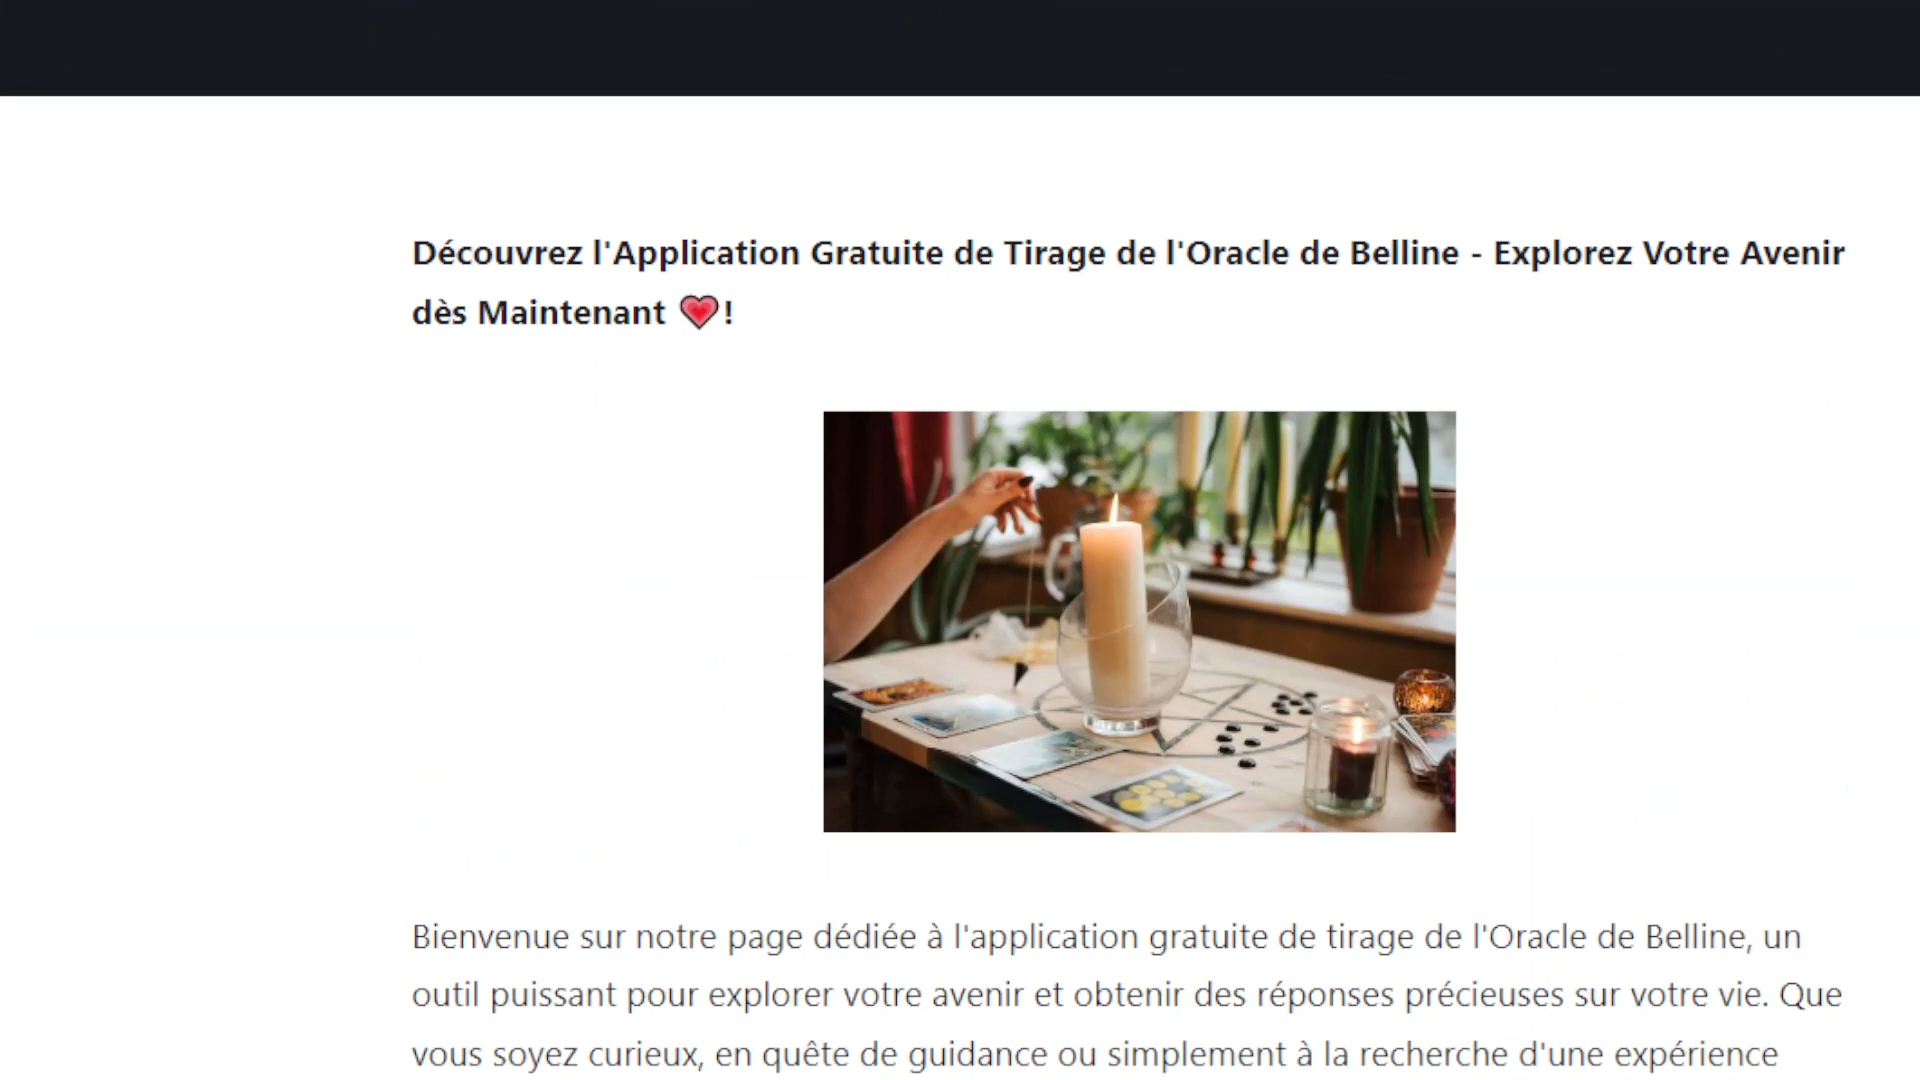 Découvrez l'Application Gratuite de Tirage de l'Oracle de Belline - Explorez Votre Avenir
dès Maintenant 💗!
Bienvenue sur notre page dédiée à l'application gratuite de tirage de l'Oracle de Belline, un
outil puissant pour explorer votre avenir et obtenir des réponses précieuses sur votre vie. Que
vous soyez curieux, en quête de guidance ou simplement à la recherche d'une expérience